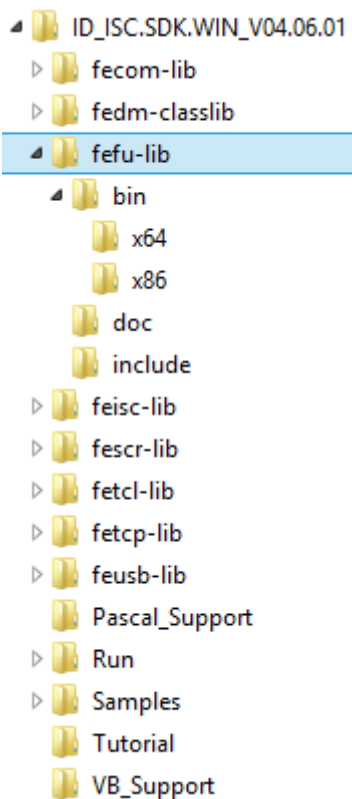 ID_ISC.SDK.WIN_V04.06.01
fecom-lib
fedm-classlib
fefu-lib
bin
x64
x86
doc
include
feisc-lib
fescr-lib
fetcl-lib
fetcp-lib
feusb-lib
Pascal_Support
Run
Samples
Tutorial
VB_Support